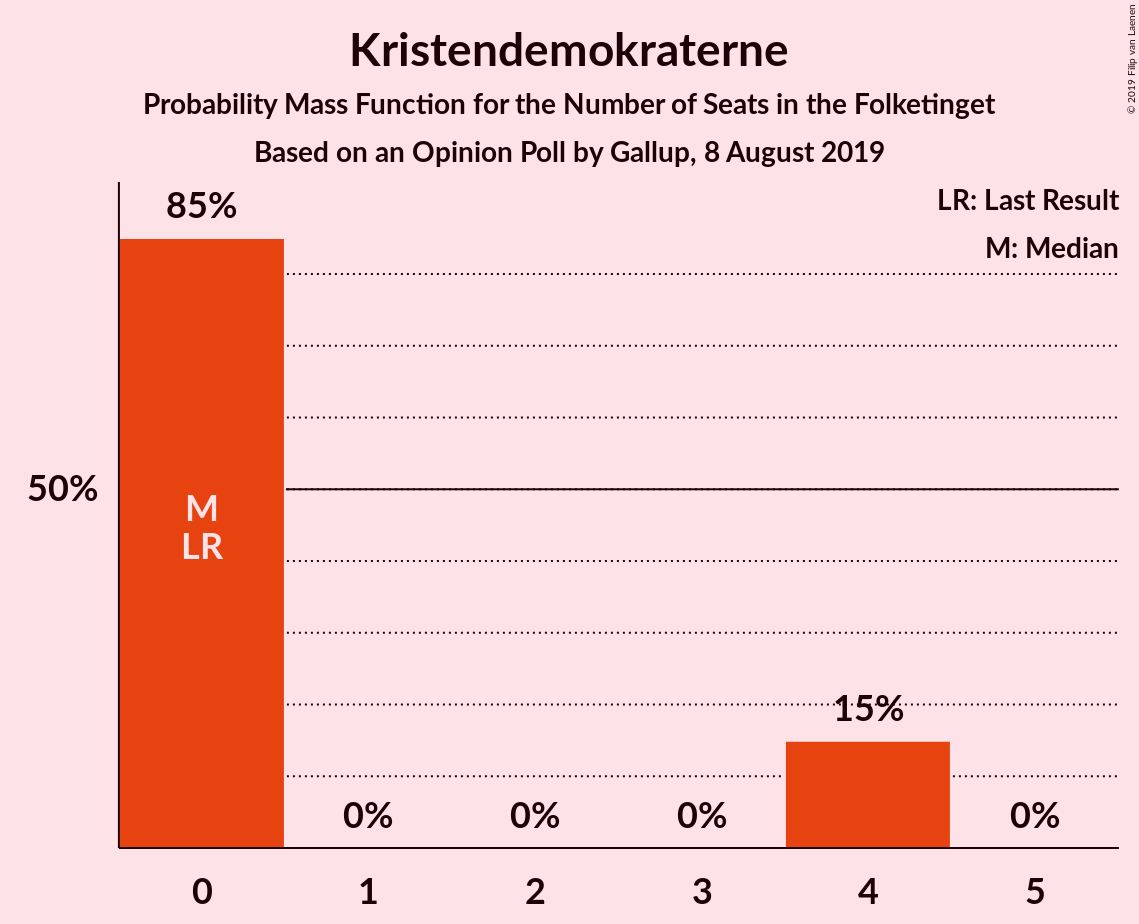 Kristendemokraterne
Probability Mass Function for the Number of Seats in the Folketinget
Based on an Opinion Poll by Gallup, 8 August 2019
© 2019 Filip van Laenen
LR: Last Result
M: Median
85%
50%
M
LR
15%
0%
0%
0%
0%
0
1
2
3
4
5